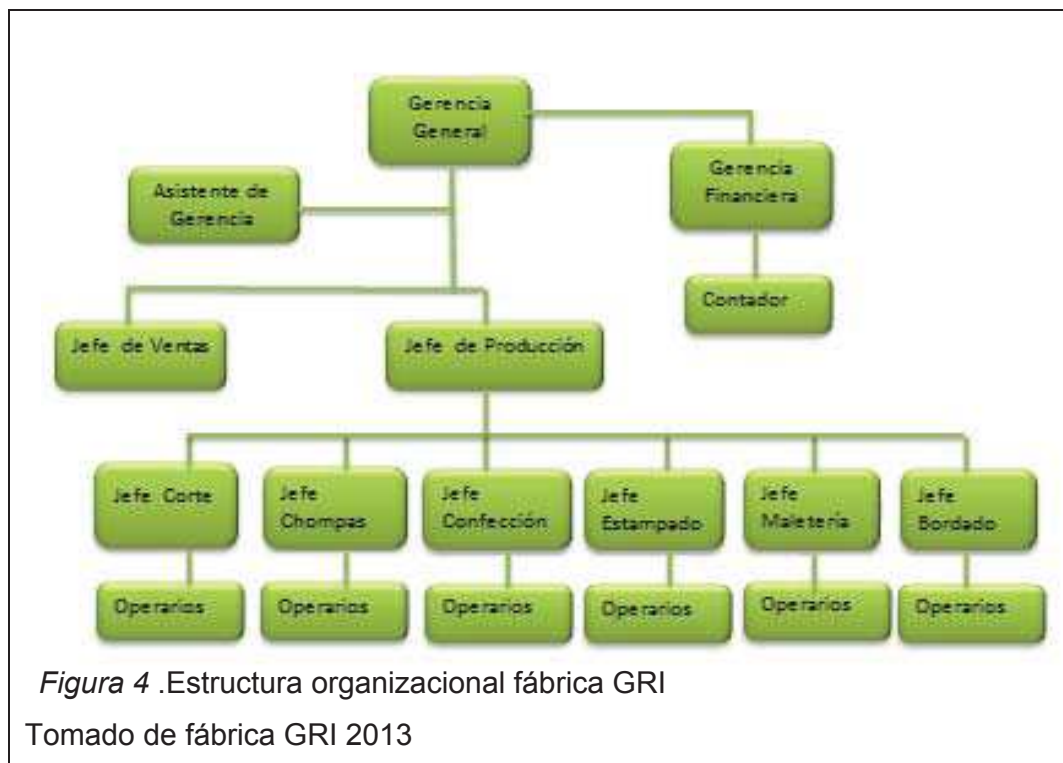 Gerencia
General
Gerencia
Financiera
Asistente de
Gerencia
Contador
Jefe de Ventas
Jefe de Producción
Jefe Corte
Jefe
Chompas
Jefe
Confección
Jefe
Estampado
Jefe
Maletería
Jefe
Bordado
Operarios
Operarios
Operarios
Operarios
Operarios
Operarios
Figura 4 .Estructura organizacional fábrica GRI
Tomado de fábrica GRI 2013